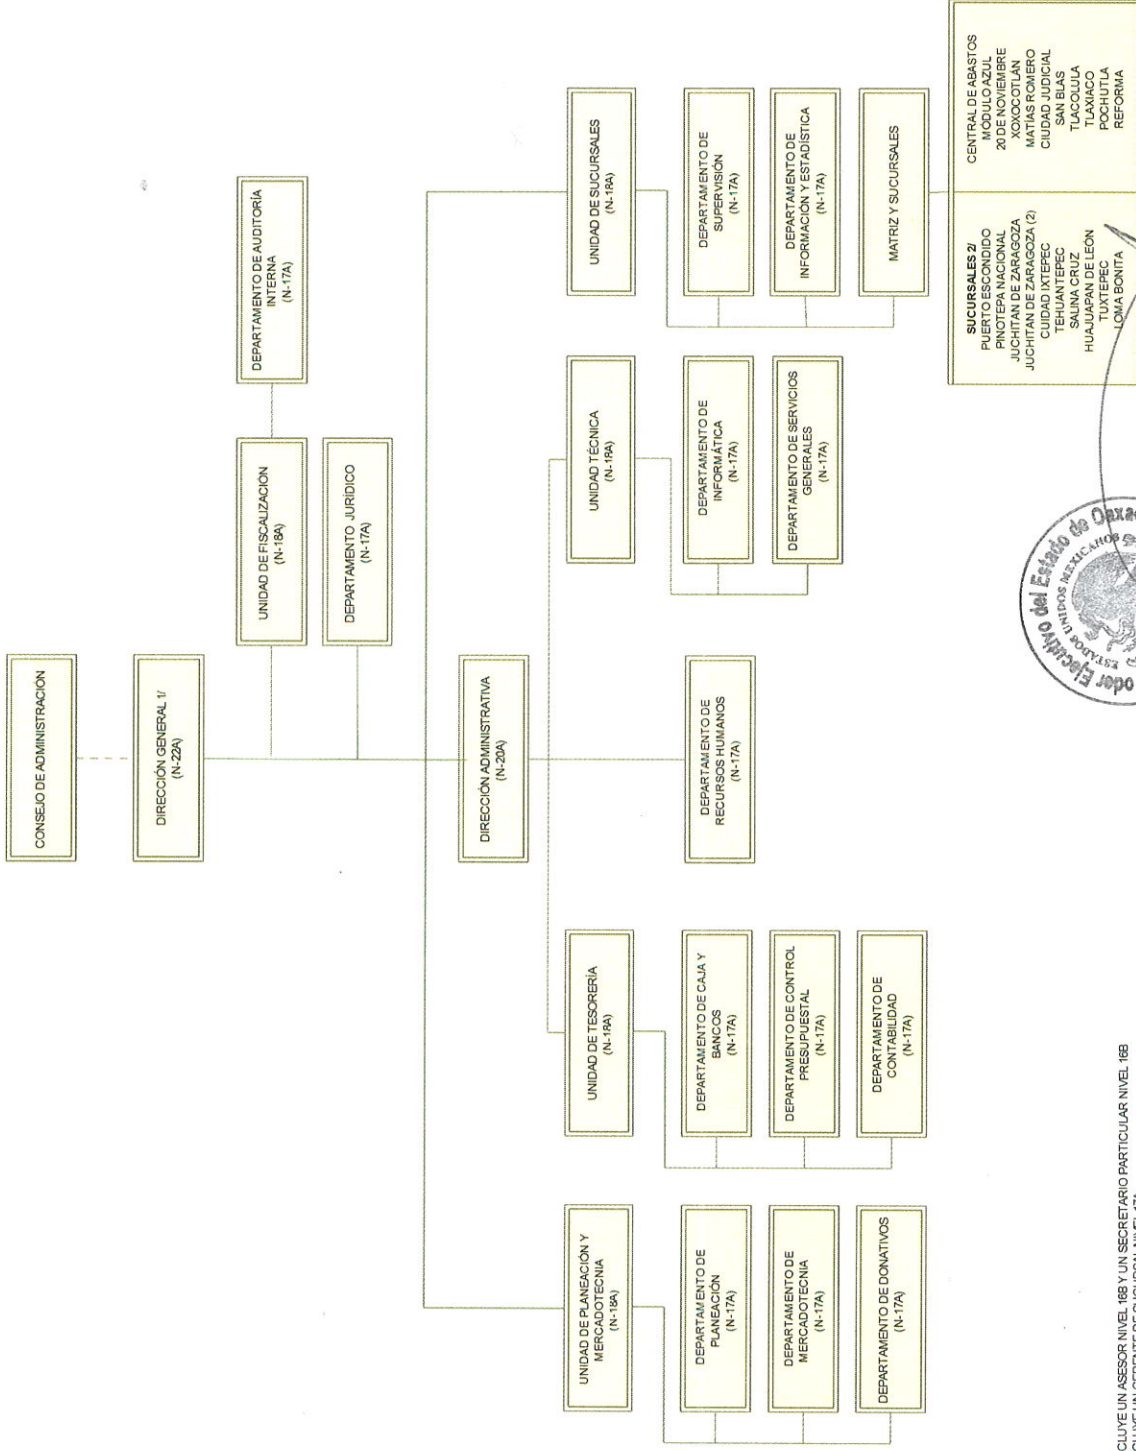 CONSEJO DE ADMINISTRACIÓN
DIRECCIÓN GENERAL 1/
(N-22A)
UNIDAD DE FISCALIZACIÓN
(N-18A)
DEPARTAMENTO DE AUDITORÍA
INTERNA
(N-17A)
DEPARTAMENTO JURÍDICO
(N-17A)
DIRECCIÓN ADMINISTRATIVA
(N-20A)
UNIDAD DE PLANEACIÓN Y
MERCADOTECNIA
(N-18A)
DEPARTAMENTO DE
PLANEACIÓN
(N-17A)
DEPARTAMENTO DE
MERCADOTECNIA
(N-17A)
DEPARTAMENTO DE DONATIVOS
(N-17A)
UNIDAD DE TESORERÍA
(N-18A)
DEPARTAMENTO DE CAJA Y
BANCOS
(N-17A)
DEPARTAMENTO DE CONTROL
PRESUPUESTAL
(N-17A)
DEPARTAMENTO DE
CONTABILIDAD
(N-17A)
DEPARTAMENTO DE
RECURSOS HUMANOS
(N-17A)
UNIDAD TÉCNICA
(N-18A)
DEPARTAMENTO DE
INFORMÁTICA
(N-17A)
DEPARTAMENTO DE SERVICIOS
GENERALES
(N-17A)
UNIDAD DE SUCURSALES
(N-18A)
DEPARTAMENTO DE
SUPERVISIÓN
(N-17A)
DEPARTAMENTO DE
INFORMACIÓN Y ESTADÍSTICA
(N-17A)
MATRIZ Y SUCURSALES
SUCURSALES 2/
PUERTO ESCONDIDO
PINOTEPA NACIONAL
JUCHITAN DE ZARAGOZA
JUCHITAN DE ZARAGOZA (2)
CUIDAD IXTEPEC
TEHUANTEPEC
SALINA CRUZ
HUAJUAPAN DE LEÓN
TUXTEPEC
LOMA BONITA
CENTRAL DE ABASTOS
MÓDULO AZUL
20 DE NOVIEMBRE
XOXOCOTLÁN
MATÍAS ROMERO
CIUDAD JUDICIAL
SAN BLAS
TLACOLULA
TLAXIACO
POCHUTLA
REFORMA
oder Ejecutivo del Estado de Oaxac
ESTADOS UNIDOS MEXICANOS
CLUYE UN ASESOR NIVEL 16B Y UN SECRETARIO PARTICULAR NIVEL 16B